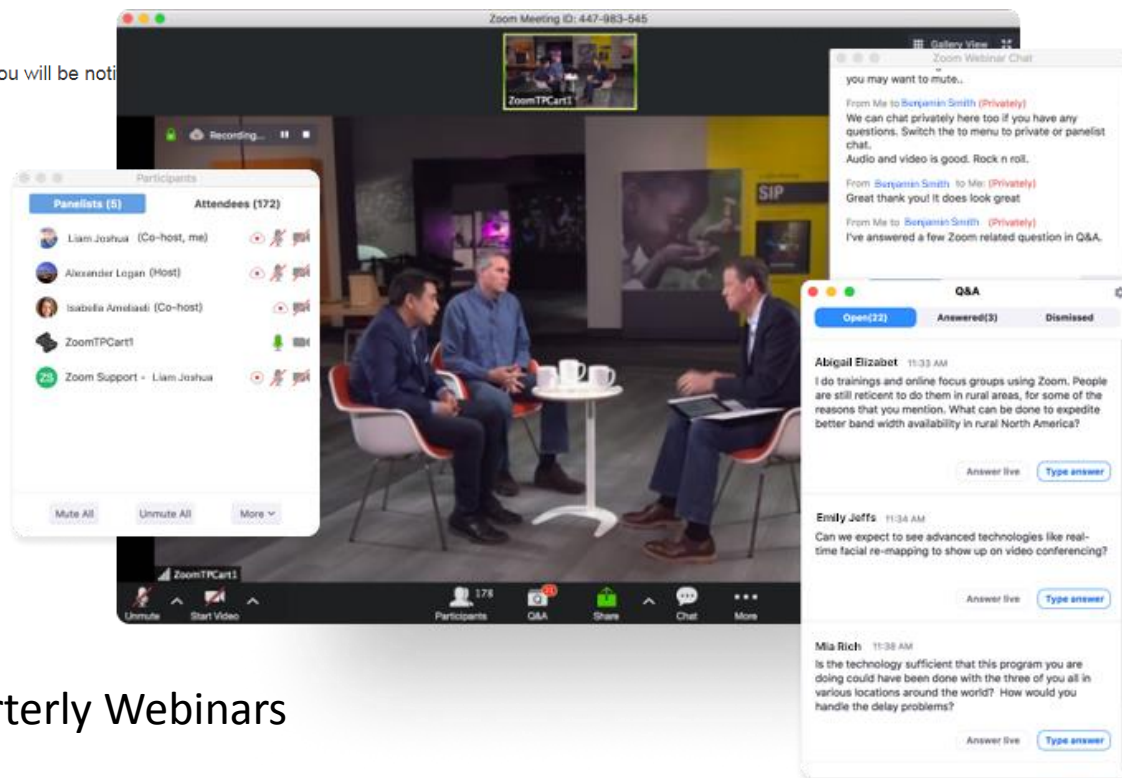 Zoom Meeting ID: 447-983-545
Gallery View
ou will be noti
ZoomTPCart1
Recording...
SIP
Participants
Panelists (5)
Attendees (172)
Liam Joshua (Co-host, me)
Alexender Logan (Host)
Isabella Ameliaeli (Co-host)
ZoomTPCart1
ZS Zoom Support - Liam Joshua
Mute All
Unmute All
More
ZoomTPCart1
Unmute
Start Video
178
Participants
Q&A
Share
Chat
More
Zoom Webinar Chat
you may want to mute..
From Me to Benjamin Smith (Privately)
We can chat privately here too if you have any
questions. Switch the to menu to private or panelist
chat.
Audio and video is good. Rock n roll.
From Benjamin Smith to Me: (Privately)
Great thank you! It does look great
From Me to Benjamin Smith (Privately)
I've answered a few Zoom related question in Q&A.
Q&A
Open(22)
Answered(3)
Dismissed
Abigail Elizabet 11:33 AM
I do trainings and online focus groups using Zoom. People
are still reticent to do them in rural areas, for some of the
reasons that you mention. What can be done to expedite
better band width availability in rural North America?
Answer live
Type answer
Emily Jeffs 11:34 AM
Can we expect to see advanced technologies like real-
time facial re-mapping to show up on video conferencing?
Answer live
Type answer
Mia Rich 11:38 AM
Is the technology sufficient that this program you are
doing could have been done with the three of you all in
various locations around the world? How would you
handle the delay problems?
Answer live
Type answer
rterly Webinars